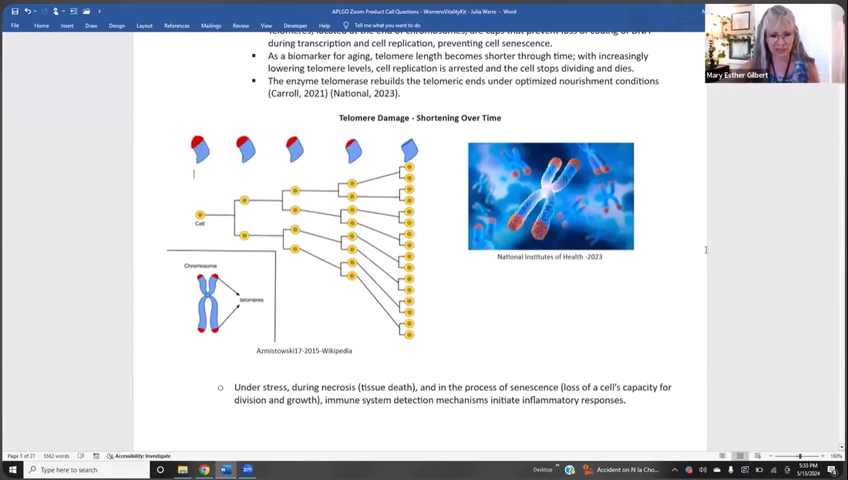 APLGO Zoom Product Call Questions - WomensVitalityKit - Julia Werre - Word
File Home Insert Draw Design Layout References Mailings Review View Developer Help Tell me what you want to do
Mary Esther Gilbert
during transcription and cell replication, preventing cell senescence.
As a biomarker for aging, telomere length becomes shorter through time; with increasingly
lowering telomere levels, cell replication is arrested and the cell stops dividing and dies.
The enzyme telomerase rebuilds the telomeric ends under optimized nourishment conditions
(Carroll, 2021) (National, 2023).
Telomere Damage - Shortening Over Time
Cell
Chromosome
telomeres
Azmistowski17-2015-Wikipedia
National Institutes of Health -2023
Under stress, during necrosis (tissue death), and in the process of senescence (loss of a cell's capacity for
division and growth), immune system detection mechanisms initiate inflammatory responses.
Page 3 of 27 5562 words Accessibility: Investigate 180%
Type here to search
Desktop
Accident on N la Cho...
5:33 PM
5/13/2024